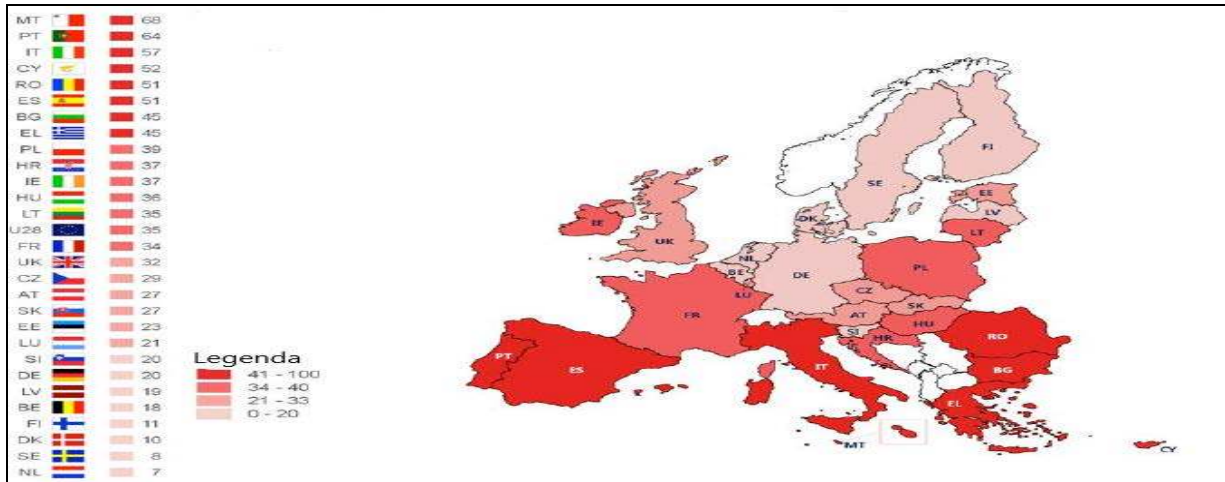 MT 68
PT 64
IT 57
CY 52
RO 51
ES 51
BG 45
EL 45
PL 39
HR 37
IE 37
HU 36
LT 35
U28 35
FR 34
UK 32
CZ 29
AT 27
SK 27
EE 23
LU 21
SI 20
DE 20
LV 19
BE 18
FI 11
DK 10
SE 8
NL 7
Legenda
41 - 100
34 - 40
21 - 33
0 - 20
FI
SE
EE
LV
DK
LT
IE
UK
NL
BE
DE
PL
LU
CZ
SK
FR
AT
HU
SI
HR
RO
PT
ES
IT
BG
EL
MT
CY